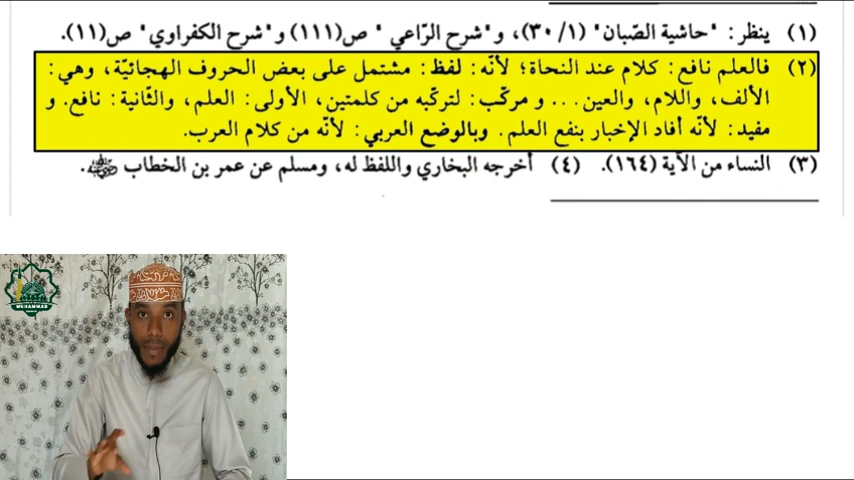 (١) ينظر: "حاشية الصّبان" (١/ ٣٠)، و"شرح الرّاعي" ص(١١١) و"شرح الكفراوي" ص(١١).
(٢) فالعلم نافع: كلام عند النحاة؛ لأنّه: لفظ: مشتمل على بعض الحروف الهجائيّة، وهي:
الألف، واللام، والعين ... و مركّب: لتركّبه من كلمتين، الأولى: العلم، والثّانية: نافع. و
مفيد: لأنّه أفاد الإخبار بنفع العلم. وبالوضع العربي: لأنّه من كلام العرب.
(٣) النساء من الآية (١٦٤). (٤) أخرجه البخاري واللفظ له، ومسلم عن عمر بن الخطاب ﵁.
MUHAMMAD